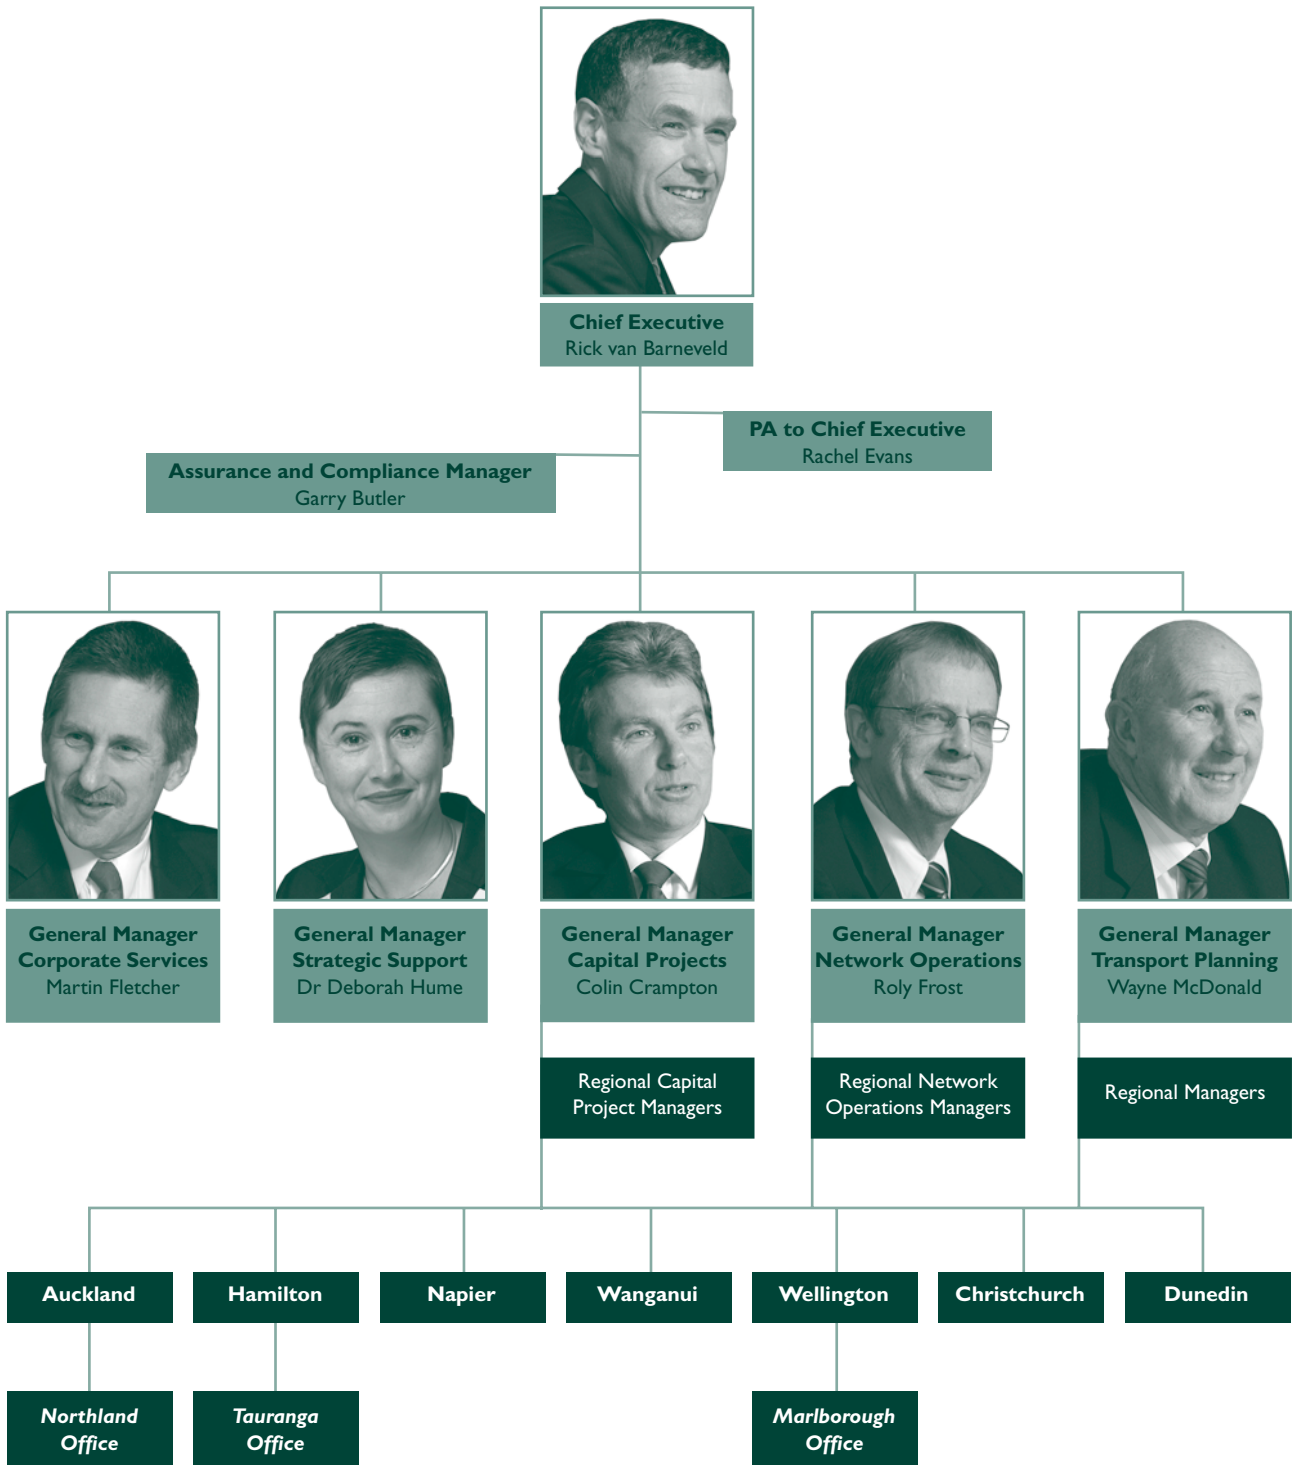 Chief Executive
Rick van Barneveld
PA to Chief Executive
Rachel Evans
Assurance and Compliance Manager
Garry Butler
General Manager
Corporate Services
Martin Fletcher
General Manager
Strategic Support
Dr Deborah Hume
General Manager
Capital Projects
Colin Crampton
General Manager
Network Operations
Roly Frost
General Manager
Transport Planning
Wayne McDonald
Regional Capital
Project Managers
Regional Network
Operations Managers
Regional Managers
Auckland
Hamilton
Napier
Wanganui
Wellington
Christchurch
Dunedin
Northland
Office
Tauranga
Office
Marlborough
Office